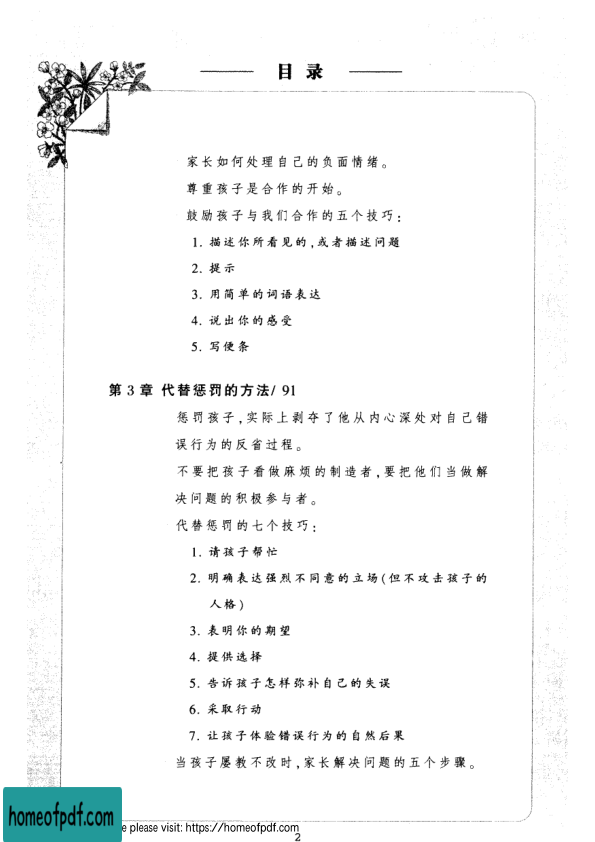 目录
家长如何处理自己的负面情绪。
尊重孩子是合作的开始。
鼓励孩子与我们合作的五个技巧：
1. 描述你所看见的，或者描述问题
2. 提示
3. 用简单的词语表达
4. 说出你的感受
5. 写便条
第 3 章 代替惩罚的方法/ 91
惩罚孩子，实际上剥夺了他从内心深处对自己错
误行为的反省过程。
不要把孩子看做麻烦的制造者，要把他们当做解
决问题的积极参与者。
代替惩罚的七个技巧：
1. 请孩子帮忙
2. 明确表达强烈不同意的立场（但不攻击孩子的
人格）
3. 表明你的期望
4. 提供选择
5. 告诉孩子怎样弥补自己的失误
6. 采取行动
7. 让孩子体验错误行为的自然后果
当孩子屡教不改时，家长解决问题的五个步骤。
homeofpdf.com
e please visit: https://homeofpdf.com
2